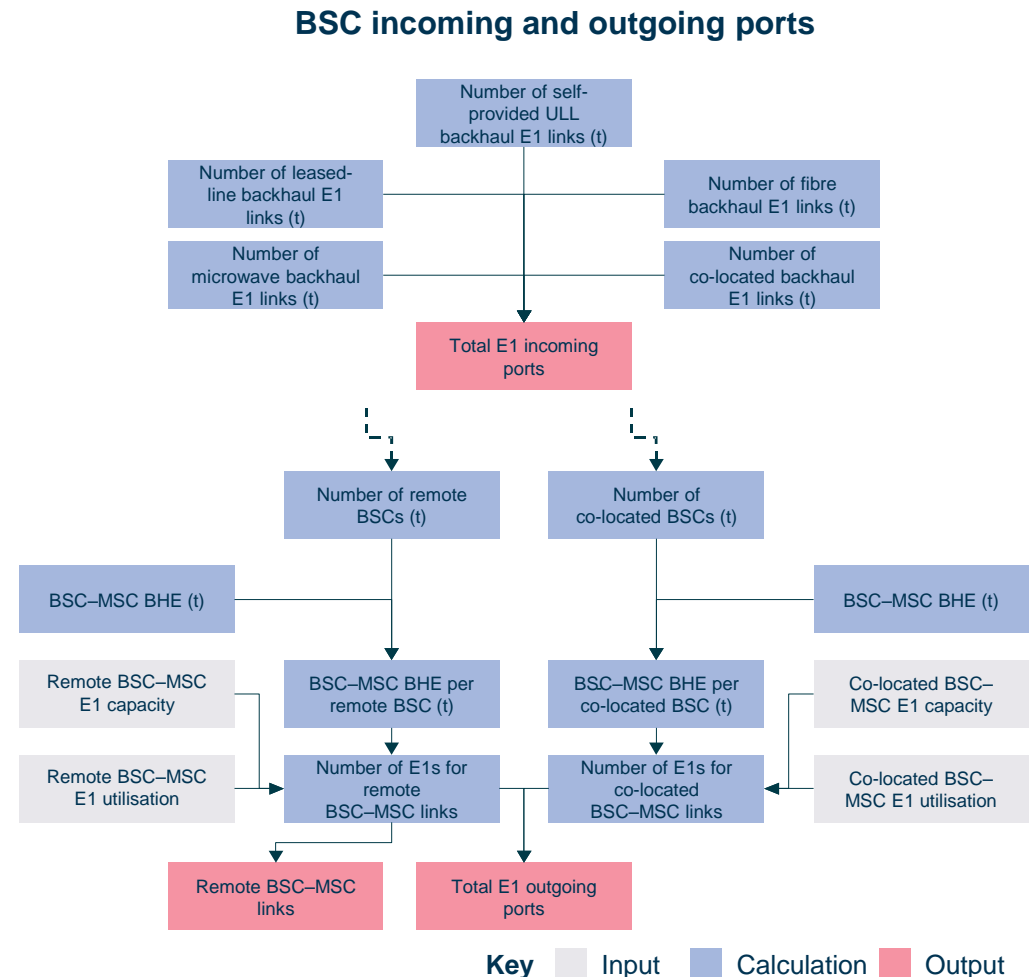 BSC incoming and outgoing ports
Number of self-
provided ULL
backhaul E1 links (t)
Number of leased-
line backhaul E1
links (t)
Number of fibre
backhaul E1 links (t)
Number of
microwave backhaul
E1 links (t)
Number of
co-located backhaul
E1 links (t)
Total E1 incoming
ports
Number of remote
BSCs (t)
Number of
co-located BSCs (t)
BSC–MSC BHE (t)
BSC–MSC BHE (t)
Remote BSC–MSC
E1 capacity
BSC–MSC BHE per
remote BSC (t)
BSC–MSC BHE per
co-located BSC (t)
Co-located BSC–
MSC E1 capacity
Remote BSC–MSC
E1 utilisation
Number of E1s for
remote
BSC–MSC links
Number of E1s for
co-located
BSC–MSC links
Co-located BSC–
MSC E1 utilisation
Remote BSC–MSC
links
Total E1 outgoing
ports
Key Input Calculation Output